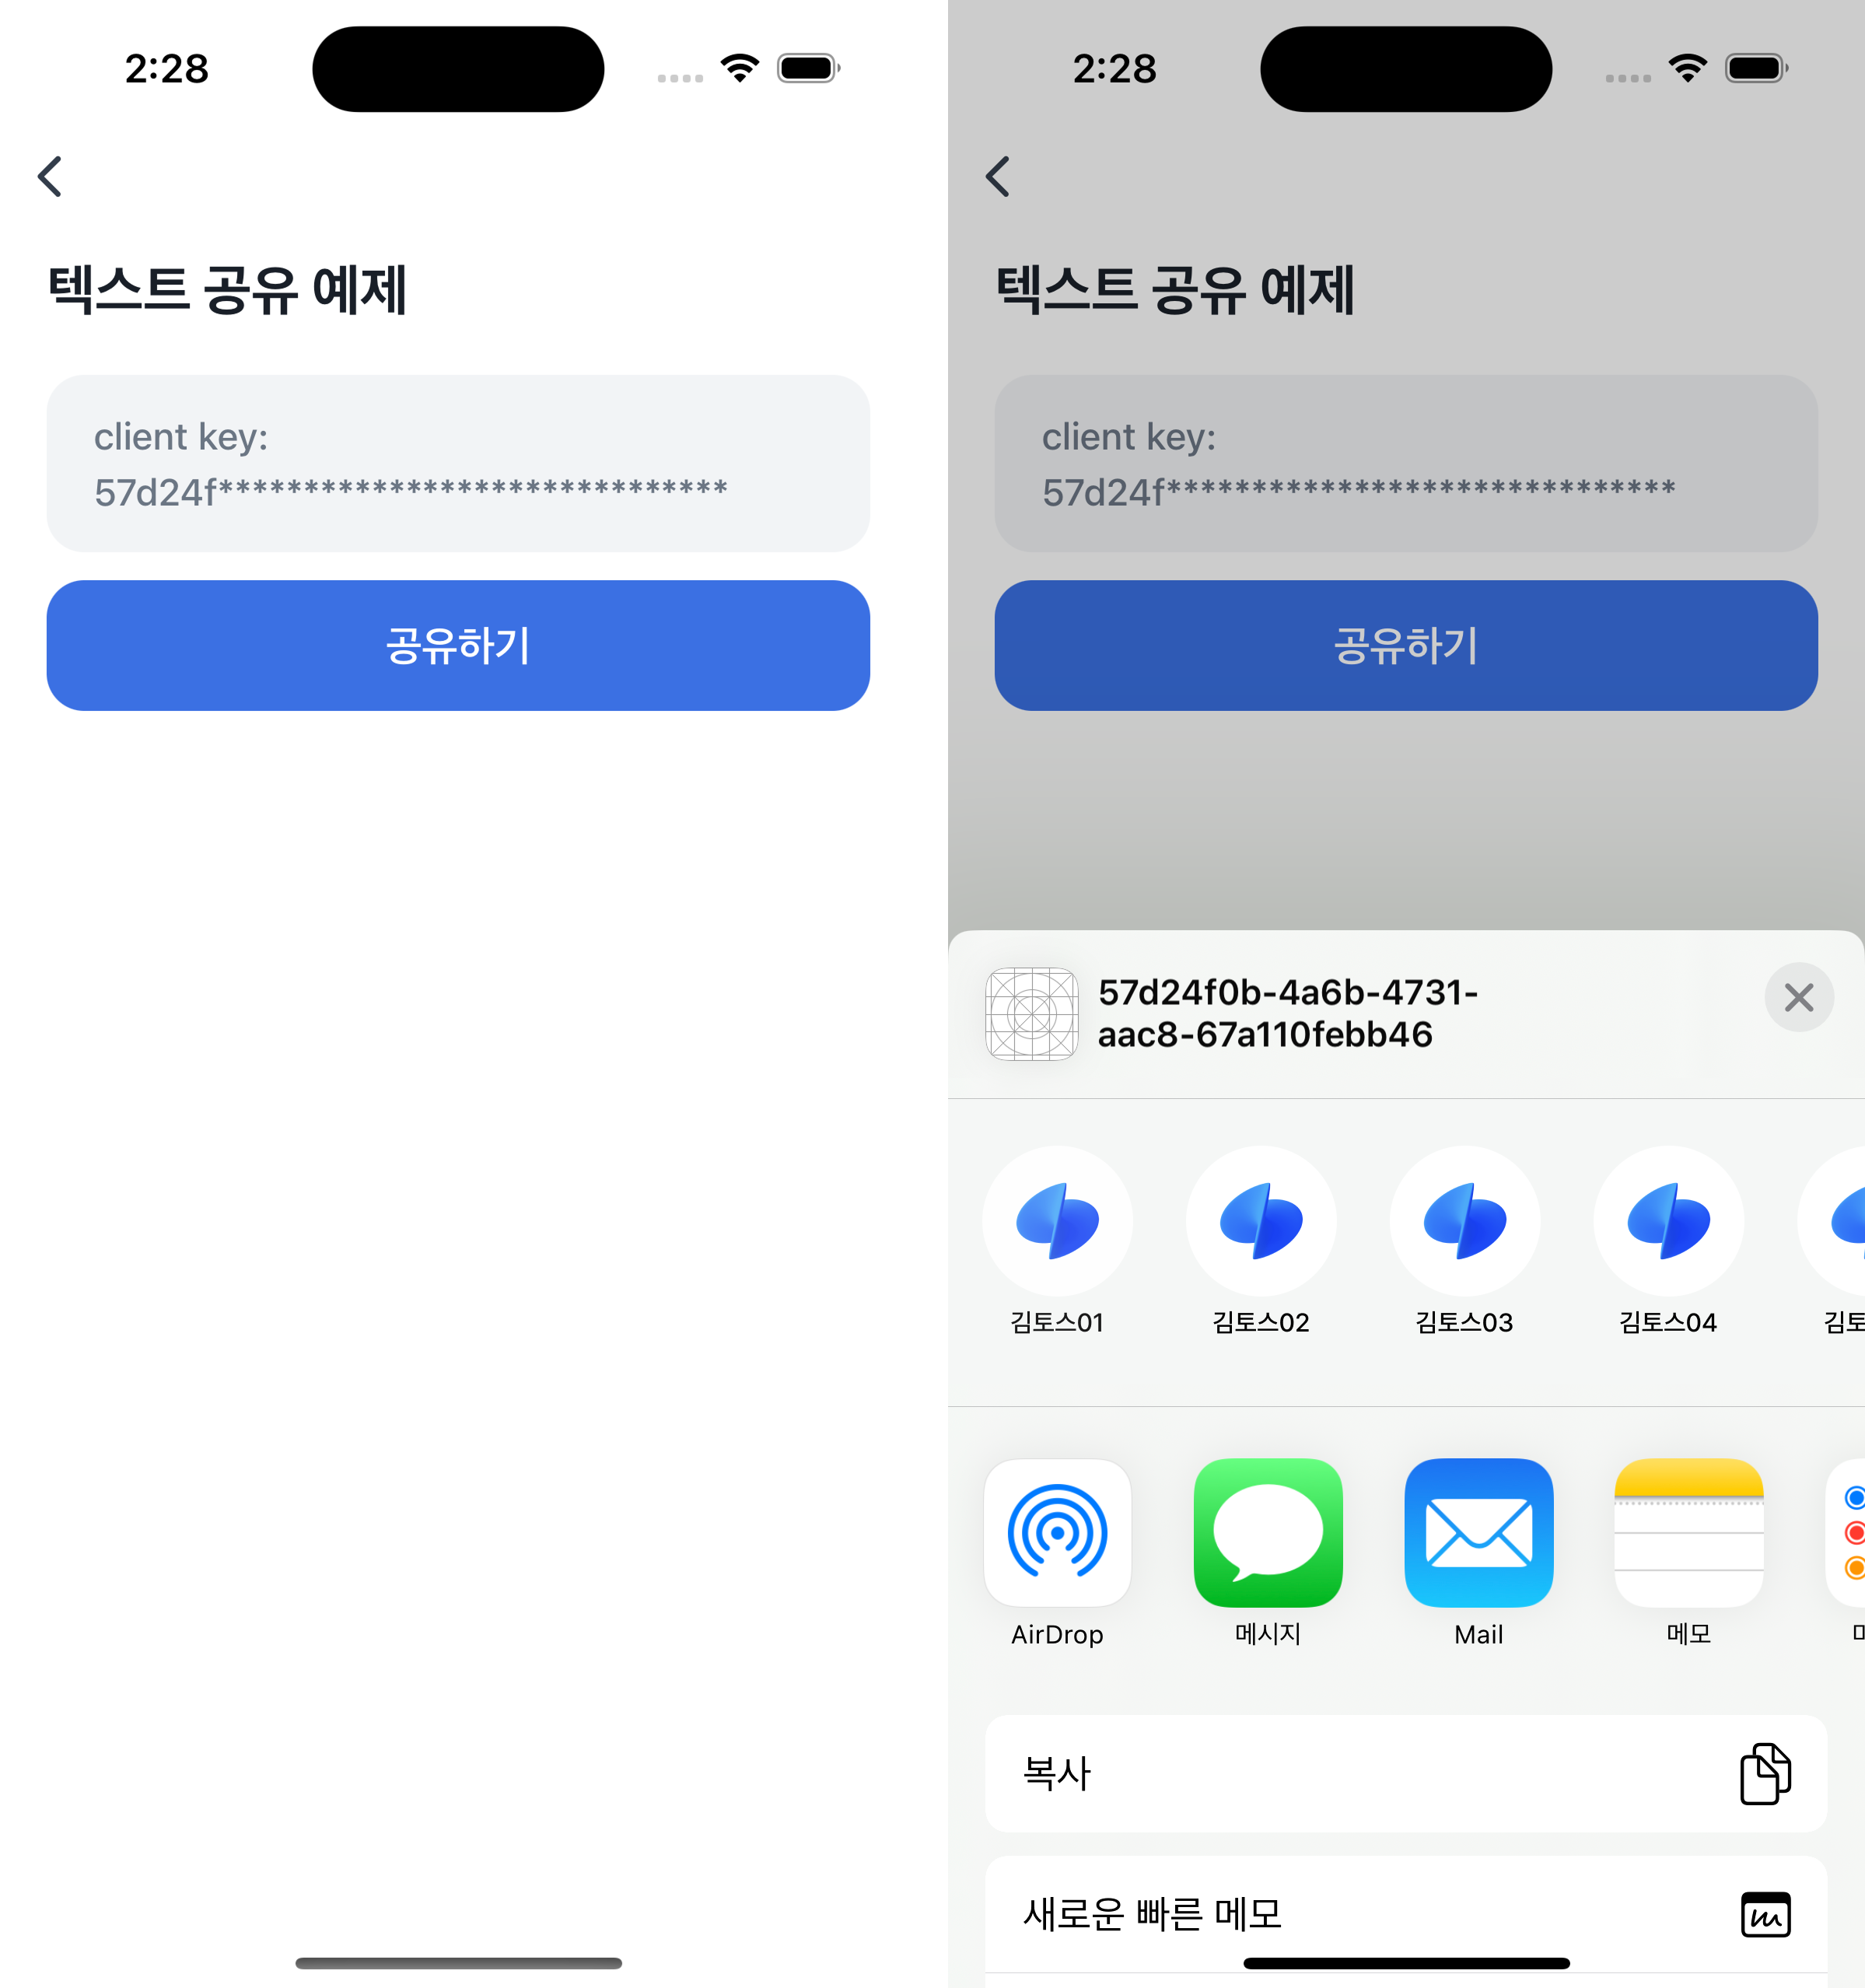 2:28
텍스트 공유 예제
client key:
57d24f******************************
공유하기
2:28
텍스트 공유 예제
client key:
57d24f******************************
공유하기
57d24f0b-4a6b-4731-
aac8-67a110febb46
김토스01
김토스02
김토스03
김토스04
AirDrop
메시지
Mail
메모
복사
새로운 빠른 메모